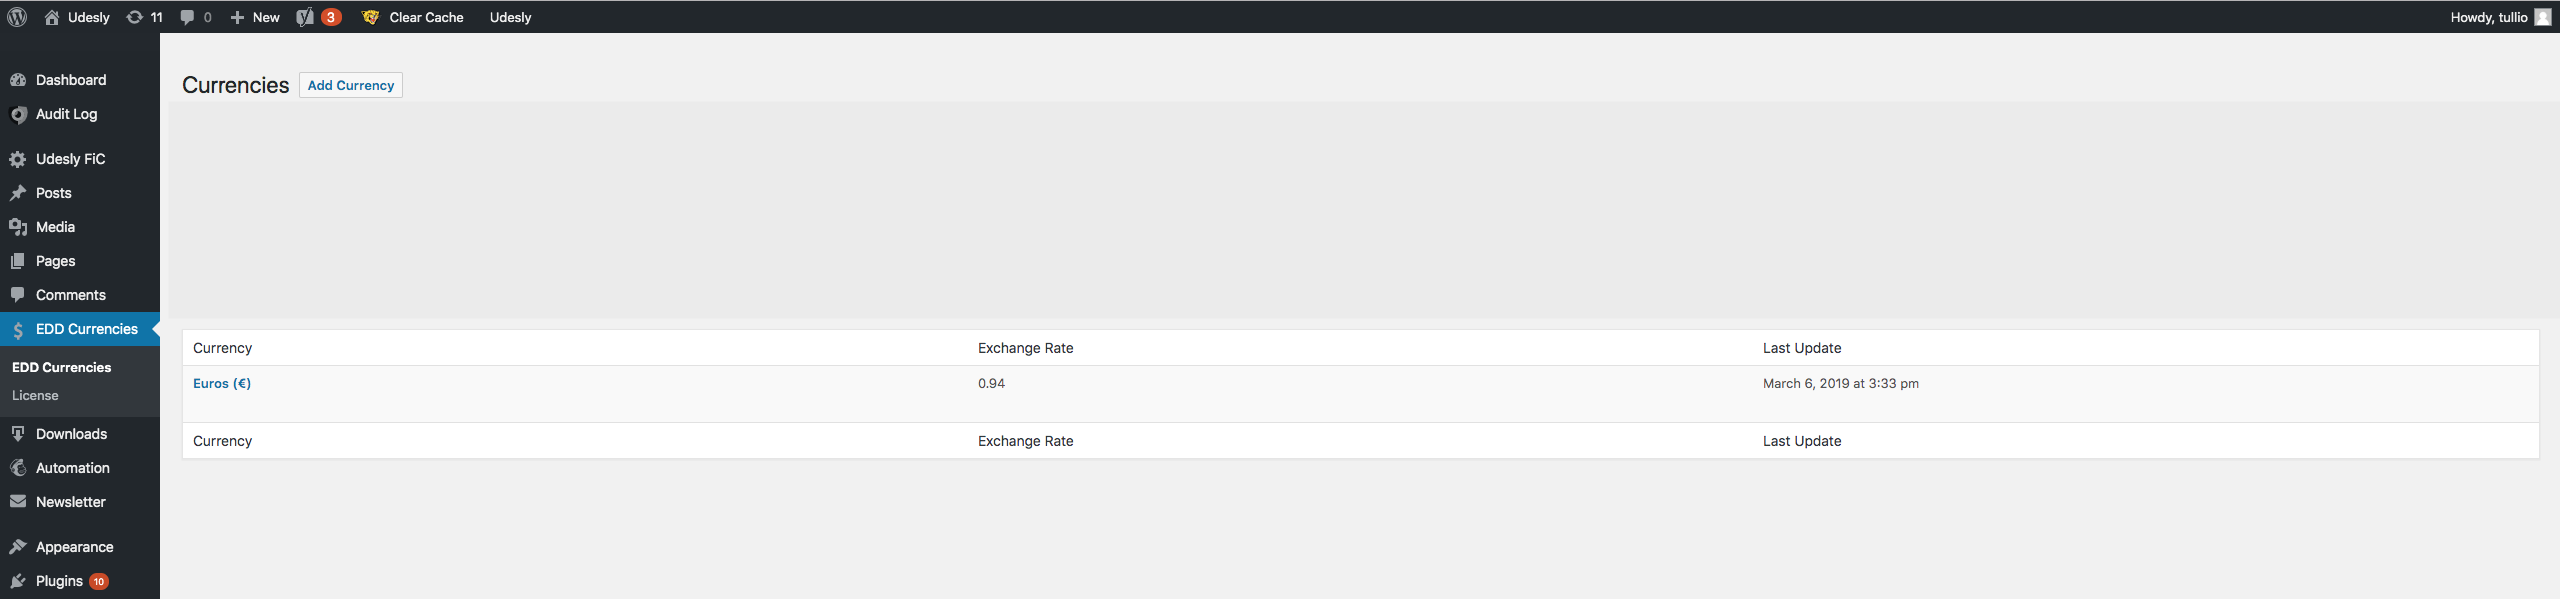 Udesly 11 0 New 3 Clear Cache Udesly Howdy, tullio
Dashboard
Audit Log
Udesly FiC
Posts
Media
Pages
Comments
EDD Currencies
EDD Currencies
License
Downloads
Automation
Newsletter
Appearance
Plugins 10
Currencies Add Currency
Currency Exchange Rate Last Update
Euros (€) 0.94 March 6, 2019 at 3:33 pm
Currency Exchange Rate Last Update